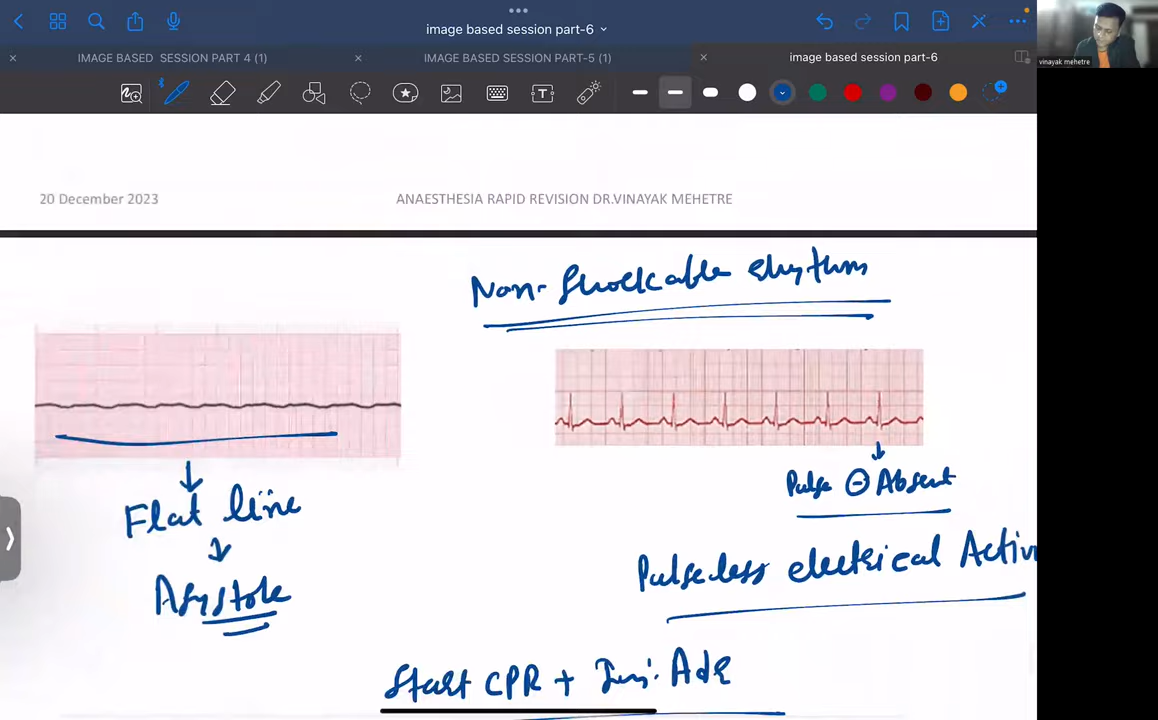 image based session part-6
IMAGE BASED SESSION PART 4 (1)
IMAGE BASED SESSION PART-5 (1)
image based session part-6
vinayak mehetre
20 December 2023
ANAESTHESIA RAPID REVISION DR.VINAYAK MEHETRE
Non-Shockable rhythm
Flat line
Asystole
Pulse ⊖ Absent
Pulseless electrical Activ
Start CPR + Inj. Adr